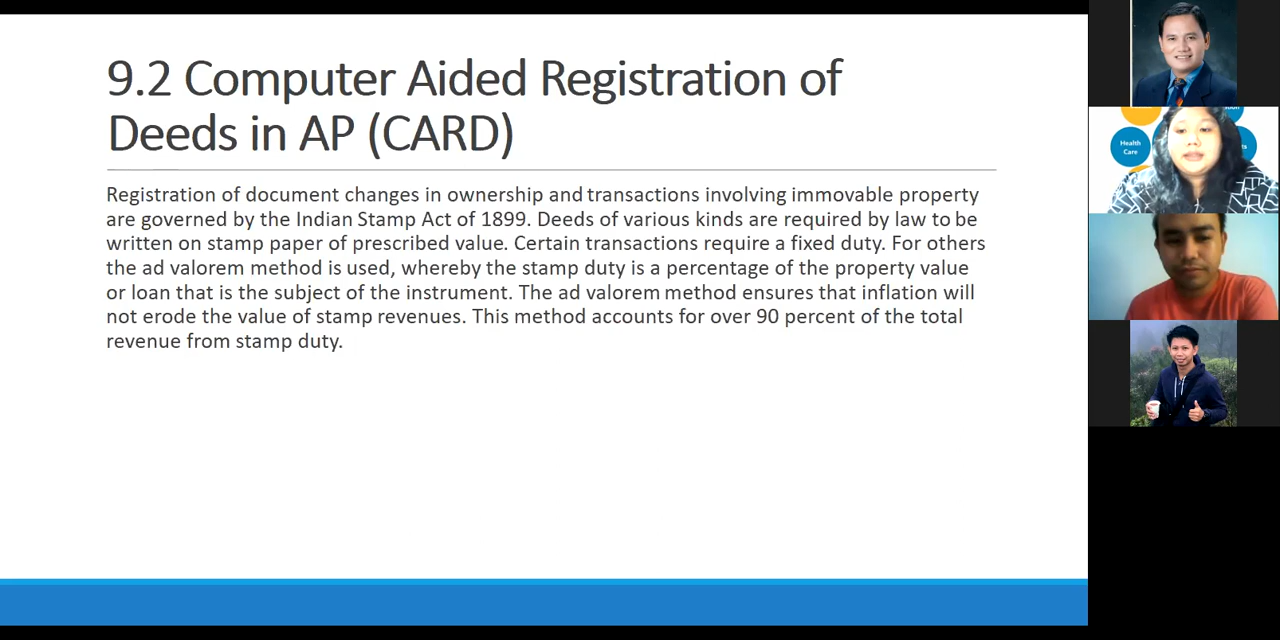 9.2 Computer Aided Registration of
Deeds in AP (CARD)
Registration of document changes in ownership and transactions involving immovable property
are governed by the Indian Stamp Act of 1899. Deeds of various kinds are required by law to be
written on stamp paper of prescribed value. Certain transactions require a fixed duty. For others
the ad valorem method is used, whereby the stamp duty is a percentage of the property value
or loan that is the subject of the instrument. The ad valorem method ensures that inflation will
not erode the value of stamp revenues. This method accounts for over 90 percent of the total
revenue from stamp duty.
Health
Care